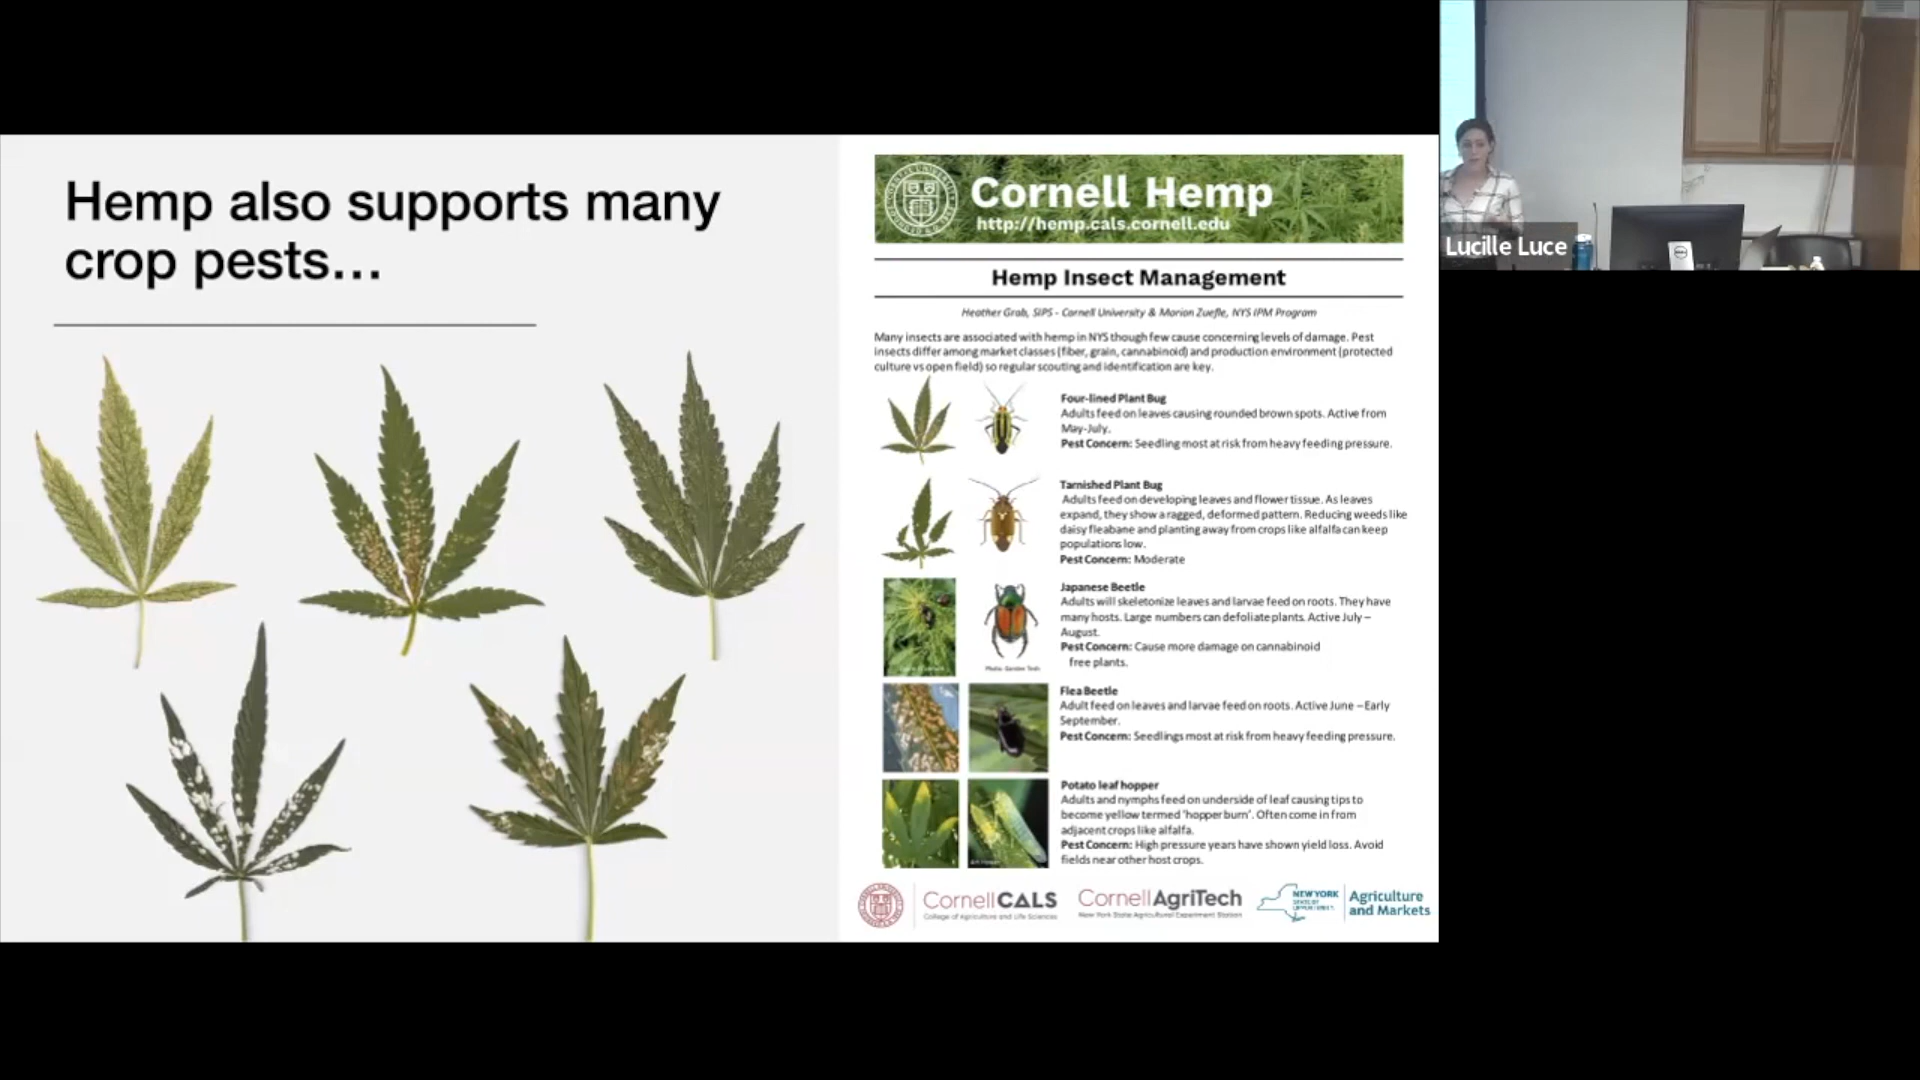 Hemp also supports many
crop pests...
Cornell Hemp
http://hemp.cals.cornell.edu
Hemp Insect Management
Heather Grab, SIPS - Cornell University & Marion Zuefle, NYS IPM Program
Many insects are associated with hemp in NYS though few cause concerning levels of damage. Pest
insects differ among market classes (fiber, grain, cannabinoid) and production environment (protected
culture vs open field) so regular scouting and identification are key.
Four-lined Plant Bug
Adults feed on leaves causing rounded brown spots. Active from
May-July.
Pest Concern: Seedling most at risk from heavy feeding pressure.
Tarnished Plant Bug
Adults feed on developing leaves and flower tissue. As leaves
expand, they show a ragged, deformed pattern. Reducing weeds like
daisy fleabane and planting away from crops like alfalfa can keep
populations low.
Pest Concern: Moderate
Japanese Beetle
Adults will skeletonize leaves and larvae feed on roots. They have
many hosts. Large numbers can defoliate plants. Active July –
August.
Pest Concern: Cause more damage on cannabinoid
free plants.
Photo: Garden Tech
Flea Beetle
Adult feed on leaves and larvae feed on roots. Active June – Early
September.
Pest Concern: Seedlings most at risk from heavy feeding pressure.
Potato leaf hopper
Adults and nymphs feed on underside of leaf causing tips to
become yellow termed 'hopper burn'. Often come in from
adjacent crops like alfalfa.
Pest Concern: High pressure years have shown yield loss. Avoid
fields near other host crops.
CornellCALS
College of Agriculture and Life Sciences
CornellAgriTech
New York State Agricultural Experiment Station
NEW YORK
STATE OF
OPPORTUNITY.
Agriculture
and Markets
Lucille Luce
DELL